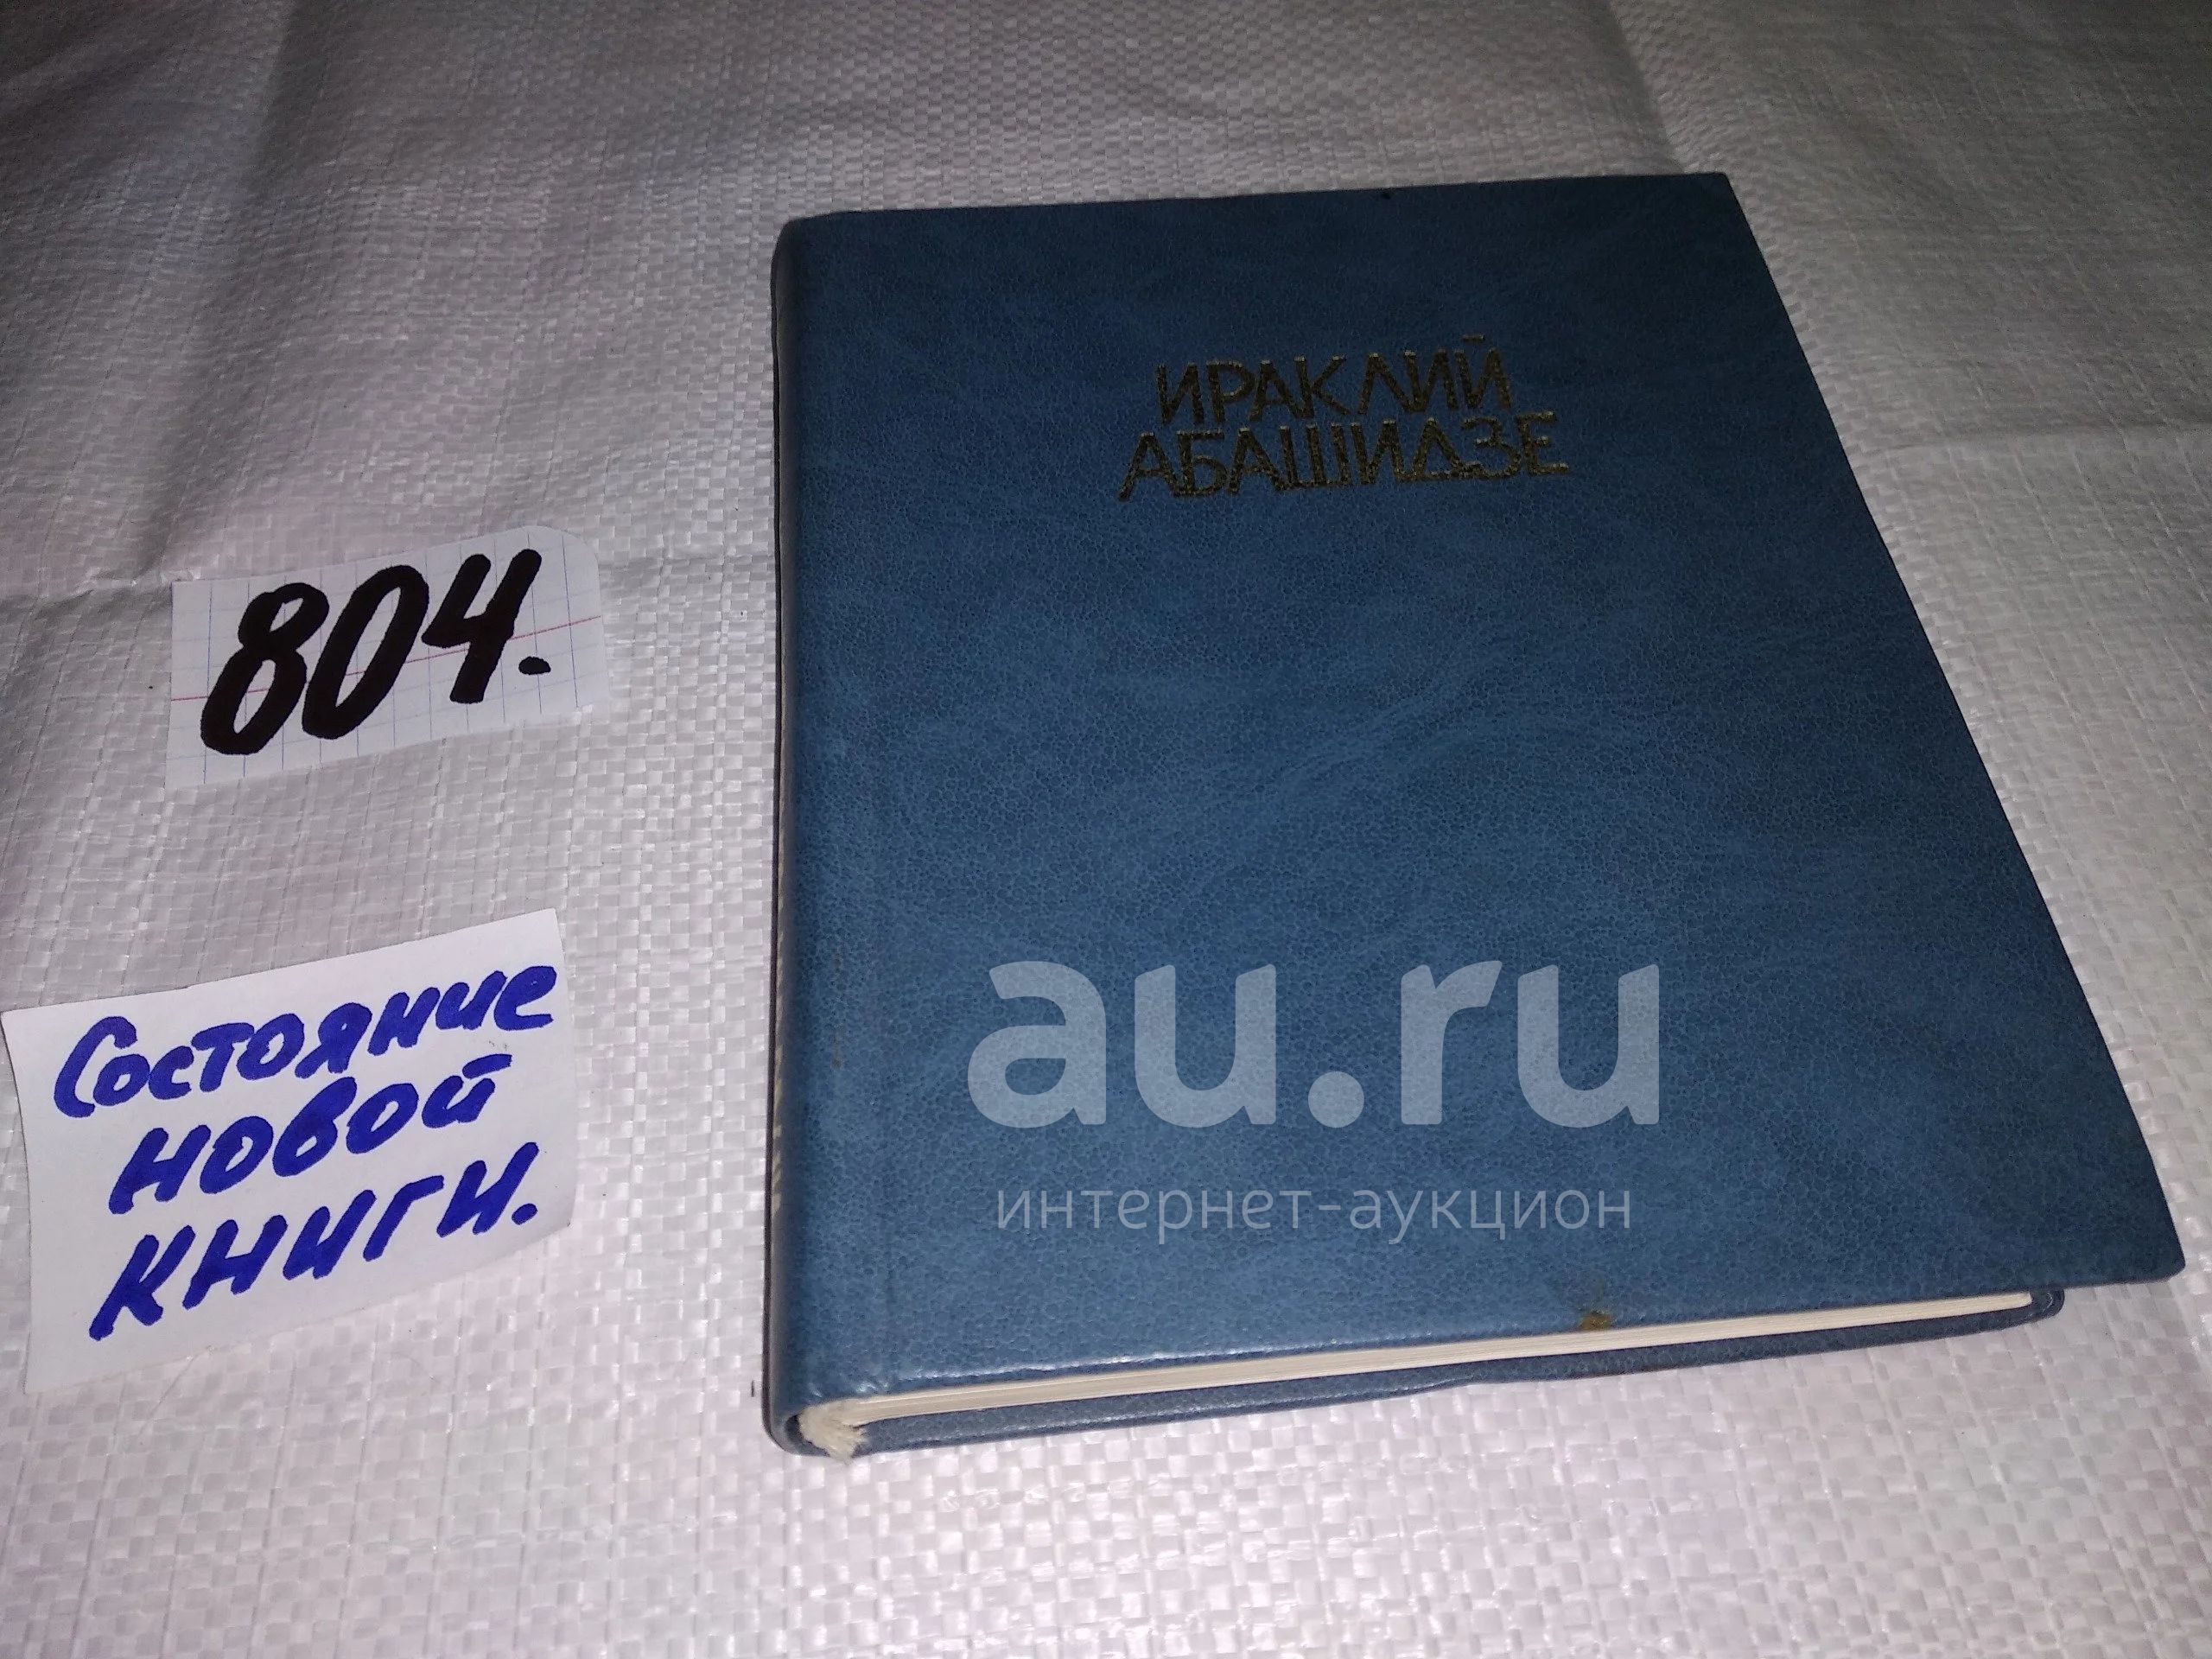 ИРАКЛИЙ
АБАШИДЗЕ
804.
Состояние
новой
книги.
au.ru
интернет-аукцион